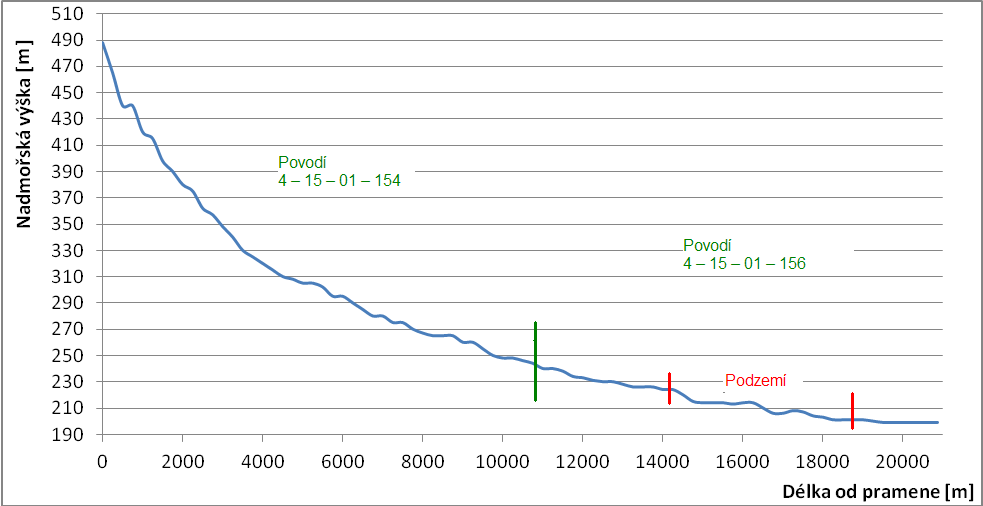 Nadmořská výška [m]
510
490
470
450
430
410
390
370
350
330
310
290
270
250
230
210
190
Povodí
4 – 15 – 01 – 154
Povodí
4 – 15 – 01 – 156
Podzemí
0 2000 4000 6000 8000 10000 12000 14000 16000 18000 20000
Délka od pramene [m]